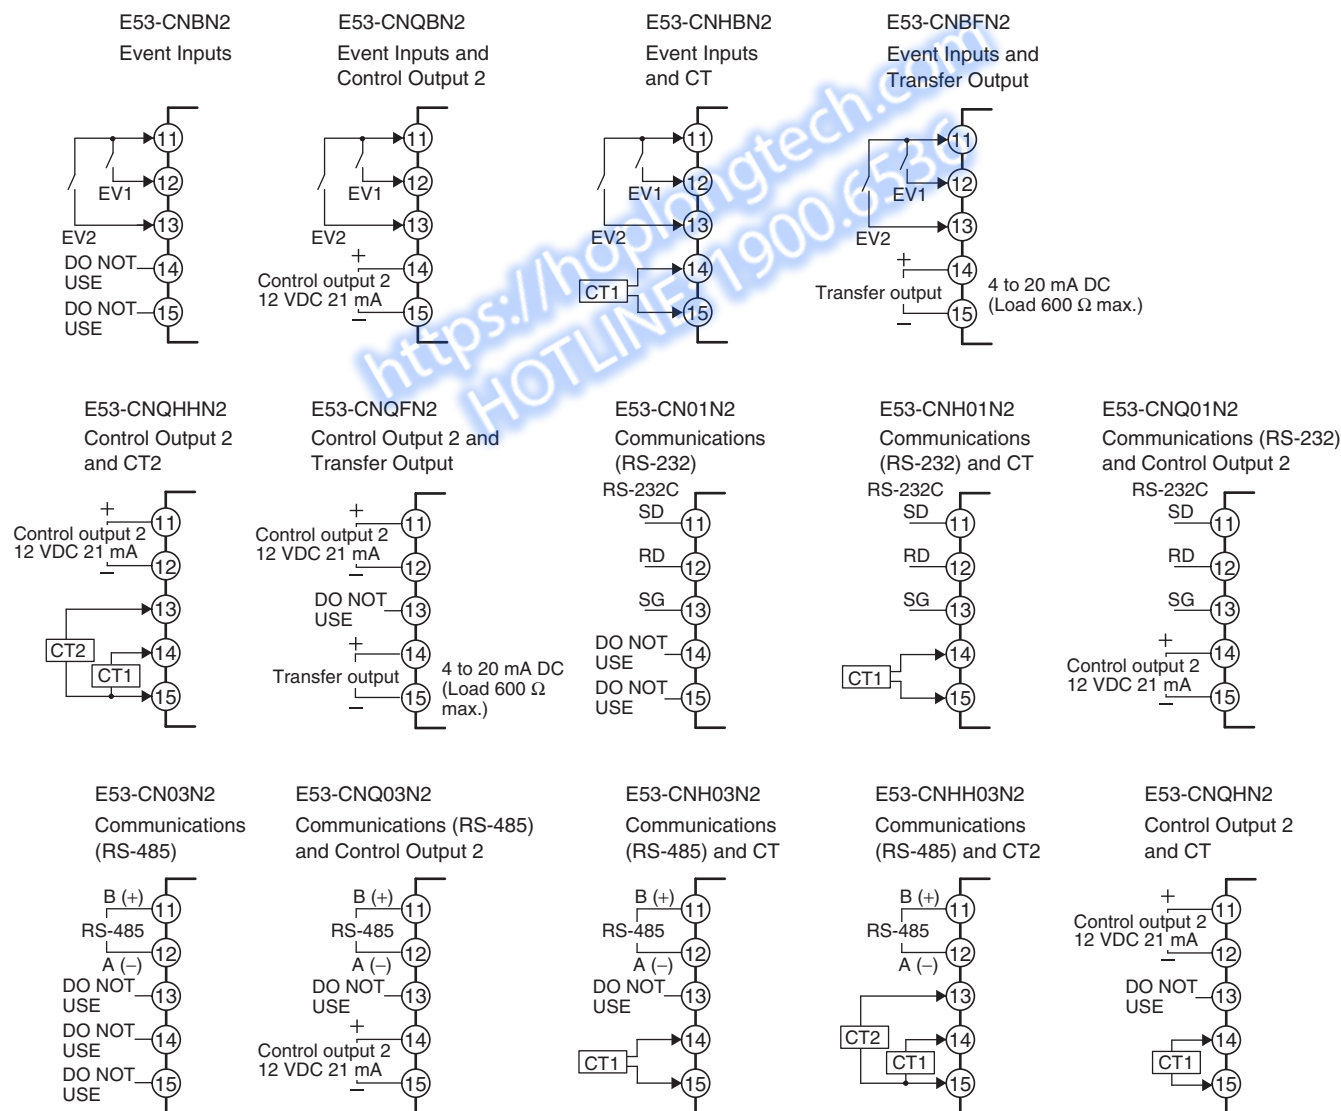 E53-CNBN2
Event Inputs
11
12
EV1
13
EV2
DO NOT
USE
14
DO NOT
USE
15
E53-CNQBN2
Event Inputs and
Control Output 2
11
12
EV1
13
EV2
+
14
Control output 2
12 VDC 21 mA
15
−
E53-CNHBN2
Event Inputs
and CT
11
12
EV1
13
EV2
14
CT1
15
E53-CNBFN2
Event Inputs and
Transfer Output
11
12
EV1
13
EV2
+
14
Transfer output
4 to 20 mA DC
(Load 600 Ω max.)
15
−
https://hoplongtech.com
HOTLINE: 1900.6536
E53-CNQHHN2
Control Output 2
and CT2
+
11
Control output 2
12 VDC 21 mA
12
−
13
CT2
14
CT1
15
E53-CNQFN2
Control Output 2 and
Transfer Output
+
11
Control output 2
12 VDC 21 mA
12
−
DO NOT
USE
13
+
14
Transfer output
4 to 20 mA DC
(Load 600 Ω
max.)
15
−
E53-CN01N2
Communications
(RS-232)
RS-232C
SD
11
RD
12
SG
13
DO NOT
USE
14
DO NOT
USE
15
E53-CNH01N2
Communications
(RS-232) and CT
RS-232C
SD
11
RD
12
SG
13
14
CT1
15
E53-CNQ01N2
Communications (RS-232)
and Control Output 2
RS-232C
SD
11
RD
12
SG
13
+
14
Control output 2
12 VDC 21 mA
15
−
E53-CN03N2
Communications
(RS-485)
B (+)
11
RS-485
12
A (−)
DO NOT
USE
13
DO NOT
USE
14
DO NOT
USE
15
E53-CNQ03N2
Communications (RS-485)
and Control Output 2
B (+)
11
RS-485
12
A (−)
DO NOT
USE
13
+
14
Control output 2
12 VDC 21 mA
15
−
E53-CNH03N2
Communications
(RS-485) and CT
B (+)
11
RS-485
12
A (−)
DO NOT
USE
13
14
CT1
15
E53-CNHH03N2
Communications
(RS-485) and CT2
B (+)
11
RS-485
12
A (−)
13
CT2
14
CT1
15
E53-CNQHN2
Control Output 2
and CT
+
11
Control output 2
12 VDC 21 mA
12
−
DO NOT
USE
13
14
CT1
15